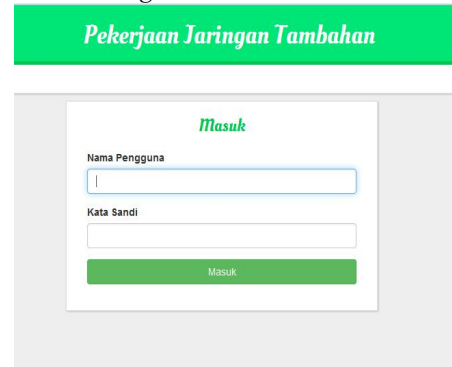 Pekerjaan Jaringan Tambahan
Masuk
Nama Pengguna
Kata Sandi
Masuk